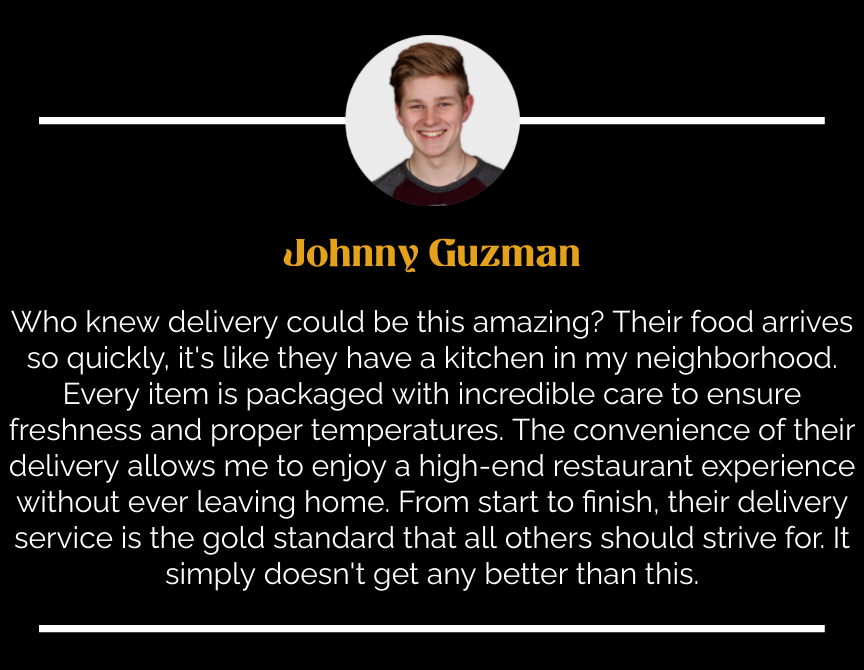 Johnny Guzman
Who knew delivery could be this amazing? Their food arrives
so quickly, it's like they have a kitchen in my neighborhood.
Every item is packaged with incredible care to ensure
freshness and proper temperatures. The convenience of their
delivery allows me to enjoy a high-end restaurant experience
without ever leaving home. From start to finish, their delivery
service is the gold standard that all others should strive for. It
simply doesn't get any better than this.